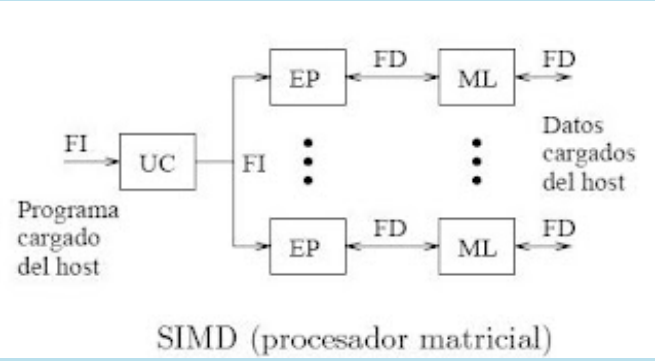 EP
FD
ML
FD
FI
UC
FI
Datos
cargados
del host
Programa
cargado
del host
EP
FD
ML
FD
SIMD (procesador matricial)